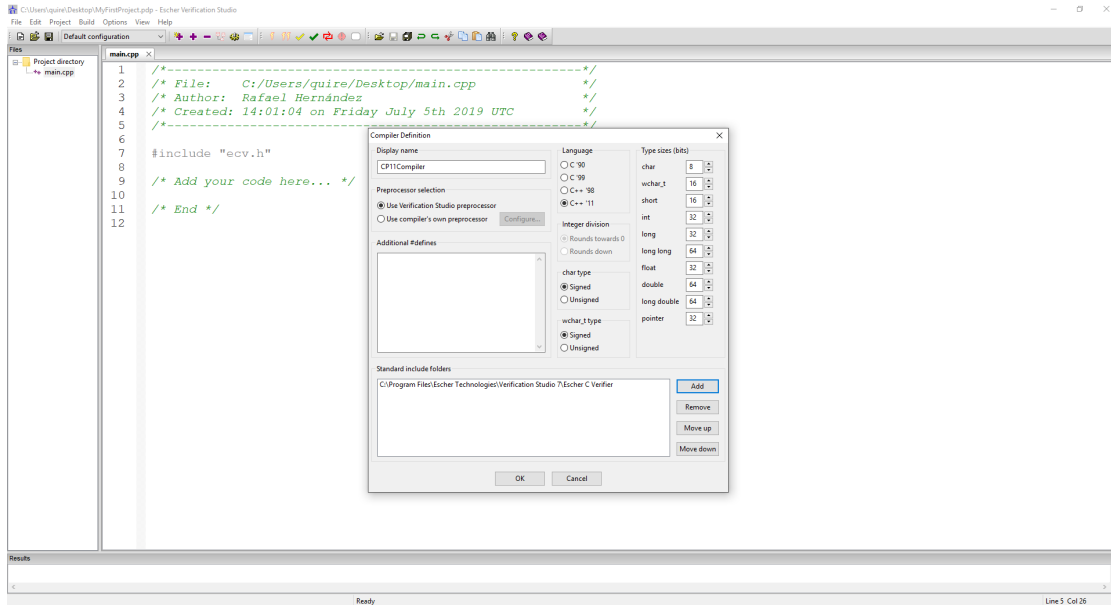 C:\Users\quire\Desktop\MyFirstProject.pdp - Escher Verification Studio
File Edit Project Build Options View Help
Default configuration
Files
Project directory
main.cpp
main.cpp
1 /*-------------------------------------------------------*/
2 /* File: C:/Users/quire/Desktop/main.cpp */
3 /* Author: Rafael Hernández */
4 /* Created: 14:01:04 on Friday July 5th 2019 UTC */
5 /*-------------------------------------------------------*/
6
7 #include "ecv.h"
8
9 /* Add your code here... */
10
11 /* End */
12
Compiler Definition
Display name
CP11Compiler
Preprocessor selection
Use Verification Studio preprocessor
Use compiler's own preprocessor
Configure...
Additional #defines
Language
C '90
C '99
C++ '98
C++ '11
Integer division
Rounds towards 0
Rounds down
char type
Signed
Unsigned
wchar_t type
Signed
Unsigned
Type sizes (bits)
char 8
wchar_t 16
short 16
int 32
long 32
long long 64
float 32
double 64
long double 64
pointer 32
Standard include folders
C:\Program Files\Escher Technologies\Verification Studio 7\Escher C Verifier
Add
Remove
Move up
Move down
OK
Cancel
Results
Ready
Line 5 Col 26